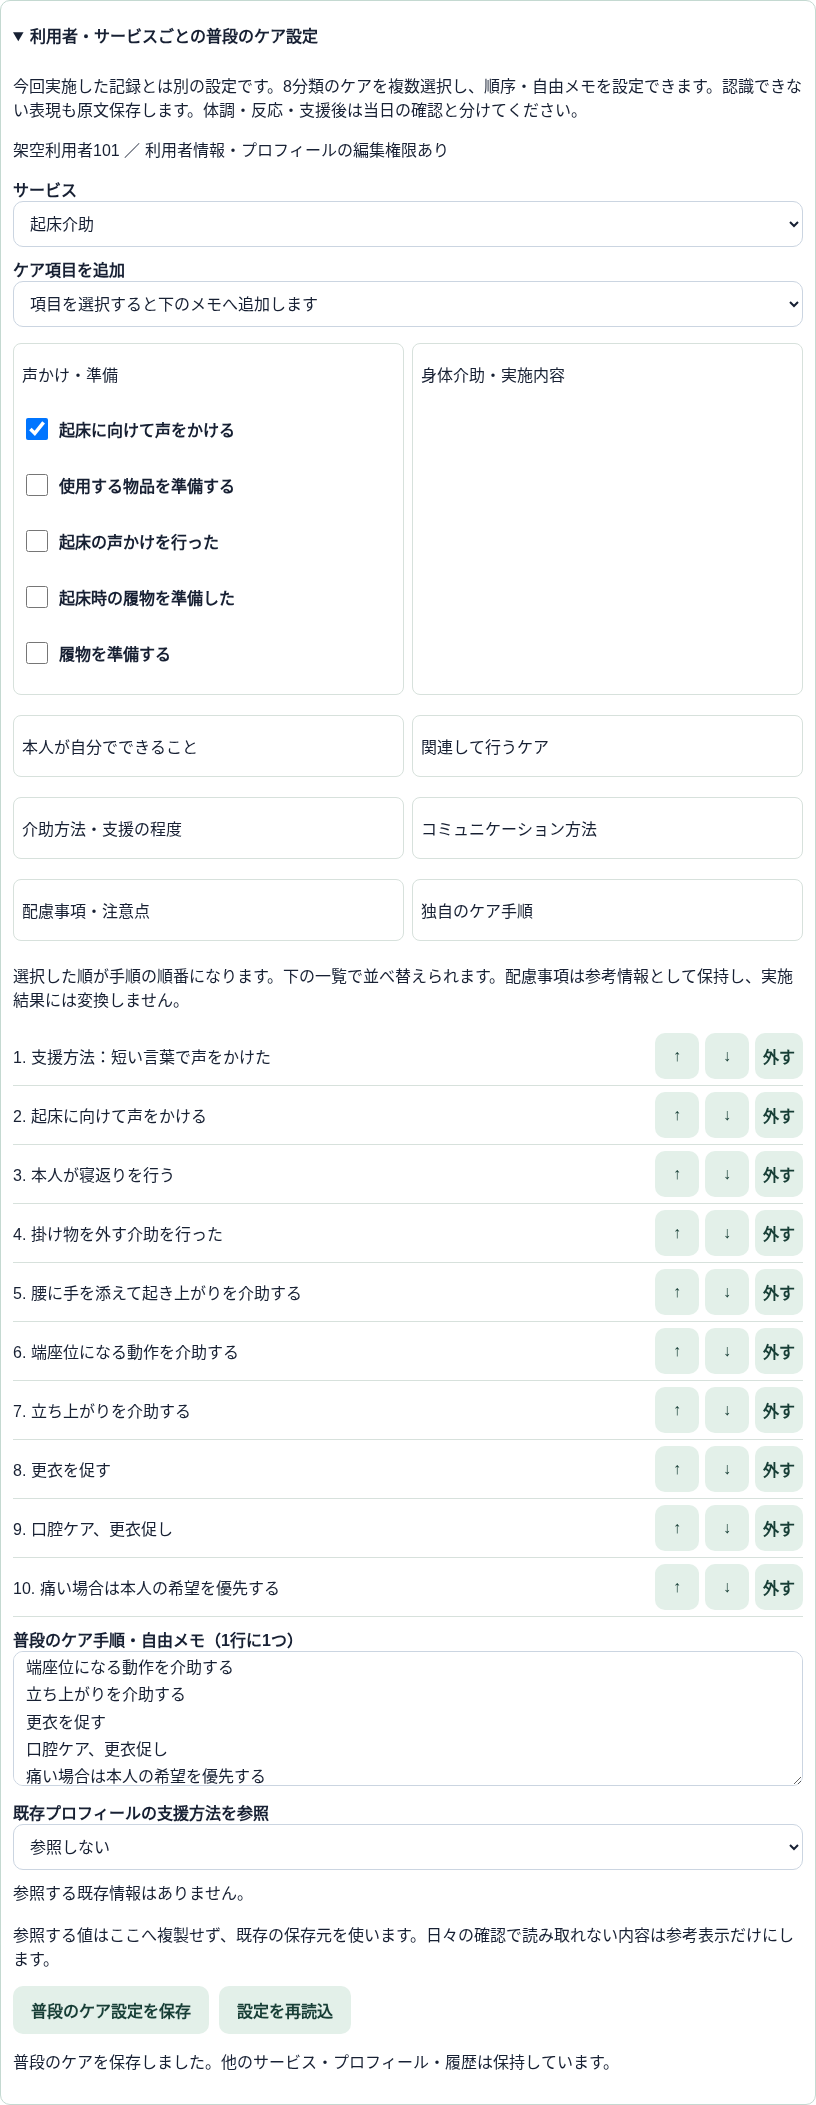 ▼ 利用者・サービスごとの普段のケア設定
今回実施した記録とは別の設定です。8分類のケアを複数選択し、順序・自由メモを設定できます。認識できな
い表現も原文保存します。体調・反応・支援後は当日の確認と分けてください。
架空利用者101 ／ 利用者情報・プロフィールの編集権限あり
サービス
起床介助
ケア項目を追加
項目を選択すると下のメモへ追加します
声かけ・準備
起床に向けて声をかける
使用する物品を準備する
起床の声かけを行った
起床時の履物を準備した
履物を準備する
身体介助・実施内容
本人が自分でできること
関連して行うケア
介助方法・支援の程度
コミュニケーション方法
配慮事項・注意点
独自のケア手順
選択した順が手順の順番になります。下の一覧で並べ替えられます。配慮事項は参考情報として保持し、実施
結果には変換しません。
1. 支援方法：短い言葉で声をかけた ↑ ↓ 外す
2. 起床に向けて声をかける ↑ ↓ 外す
3. 本人が寝返りを行う ↑ ↓ 外す
4. 掛け物を外す介助を行った ↑ ↓ 外す
5. 腰に手を添えて起き上がりを介助する ↑ ↓ 外す
6. 端座位になる動作を介助する ↑ ↓ 外す
7. 立ち上がりを介助する ↑ ↓ 外す
8. 更衣を促す ↑ ↓ 外す
9. 口腔ケア、更衣促し ↑ ↓ 外す
10. 痛い場合は本人の希望を優先する ↑ ↓ 外す
普段のケア手順・自由メモ（1行に1つ）
端座位になる動作を介助する
立ち上がりを介助する
更衣を促す
口腔ケア、更衣促し
痛い場合は本人の希望を優先する
既存プロフィールの支援方法を参照
参照しない
参照する既存情報はありません。
参照する値はここへ複製せず、既存の保存元を使います。日々の確認で読み取れない内容は参考表示だけにし
ます。
普段のケア設定を保存 設定を再読込
普段のケアを保存しました。他のサービス・プロフィール・履歴は保持しています。